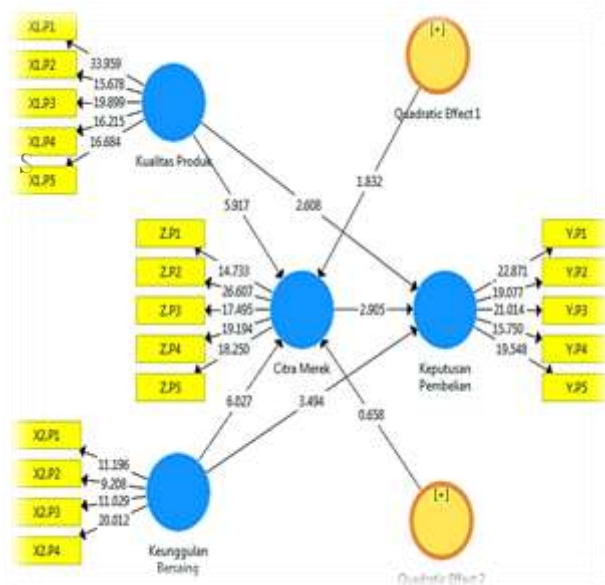 X1.P1
X1.P2
X1.P3
X1.P4
X1.P5
S
33.959
15.678
19.899
16.215
16.684
Kualitas Produk
[+]
Quadratic Effect 1
1.832
5.917
2.608
Z.P1
Z.P2
Z.P3
Z.P4
Z.P5
14.733
26.607
17.495
19.194
18.250
Citra Merek
2.905
Keputusan
Pembelian
22.871
19.077
21.014
15.750
19.548
Y.P1
Y.P2
Y.P3
Y.P4
Y.P5
6.027
3.494
0.658
X2.P1
X2.P2
X2.P3
X2.P4
11.196
9.208
11.029
20.012
Keunggulan
Bersaing
[+]
Quadratic Effect 2